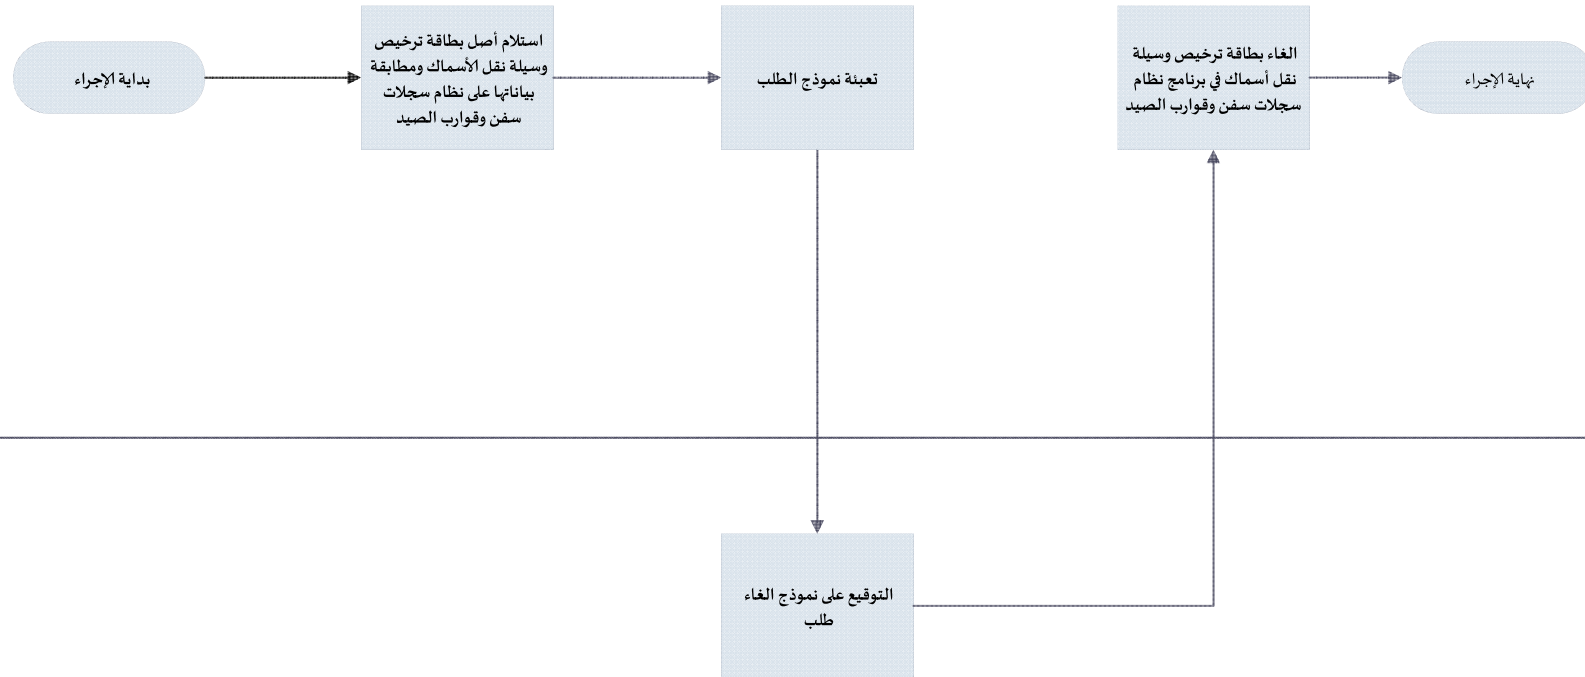 بداية الإجراء
استلام أصل بطاقة ترخيص
وسيلة نقل الأسماك ومطابقة
بياناتها على نظام سجلات
سفن وقوارب الصيد
تعبئة نموذج الطلب
التوقيع على نموذج الغاء
طلب
الغاء بطاقة ترخيص وسيلة
نقل أسماك في برنامج نظام
سجلات سفن وقوارب الصيد
نهاية الإجراء